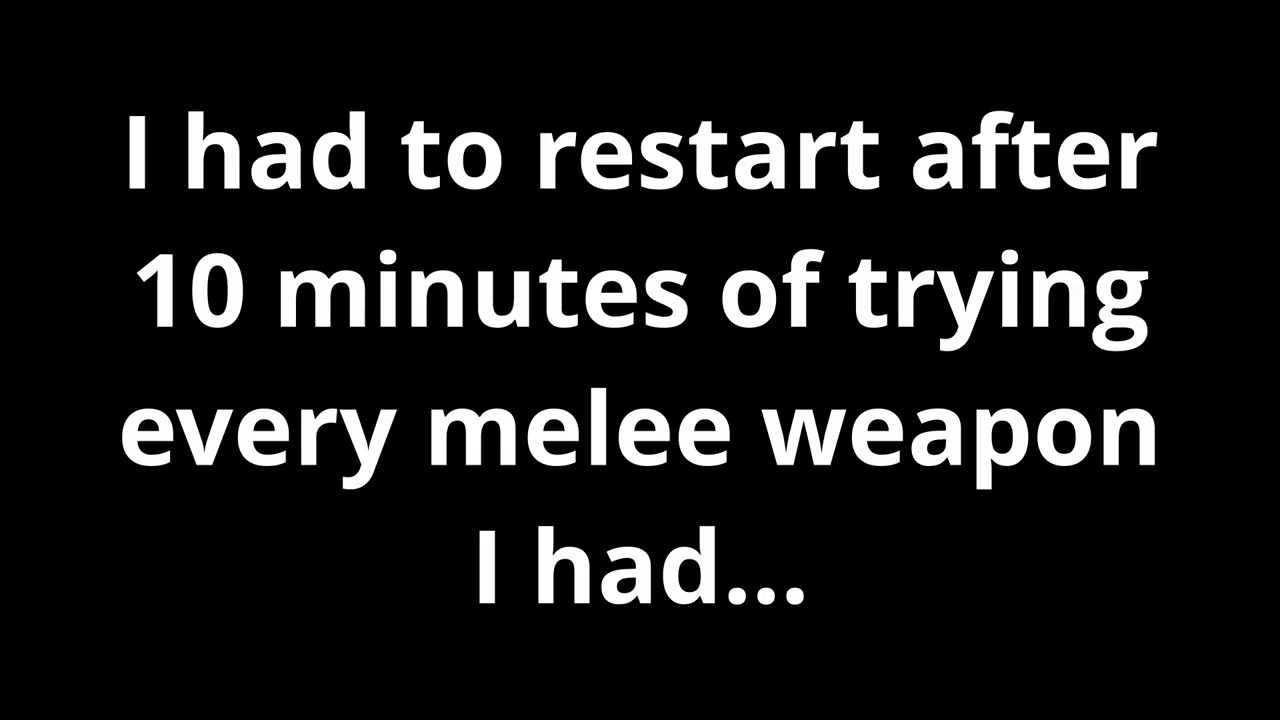 I had to restart after
10 minutes of trying
every melee weapon
I had...